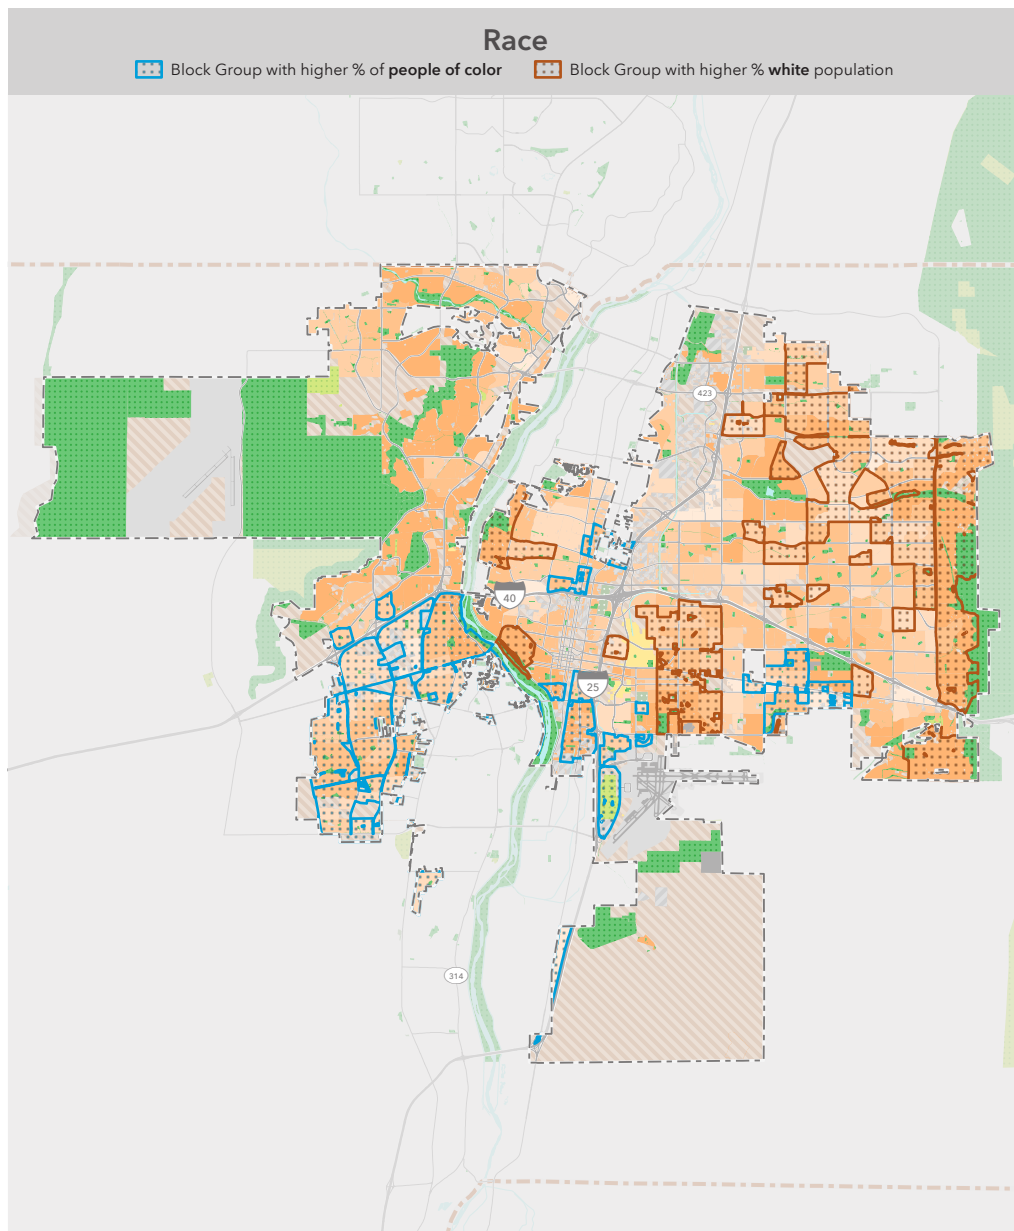 Race
Block Group with higher % of people of color
Block Group with higher % white population
423
40
25
314